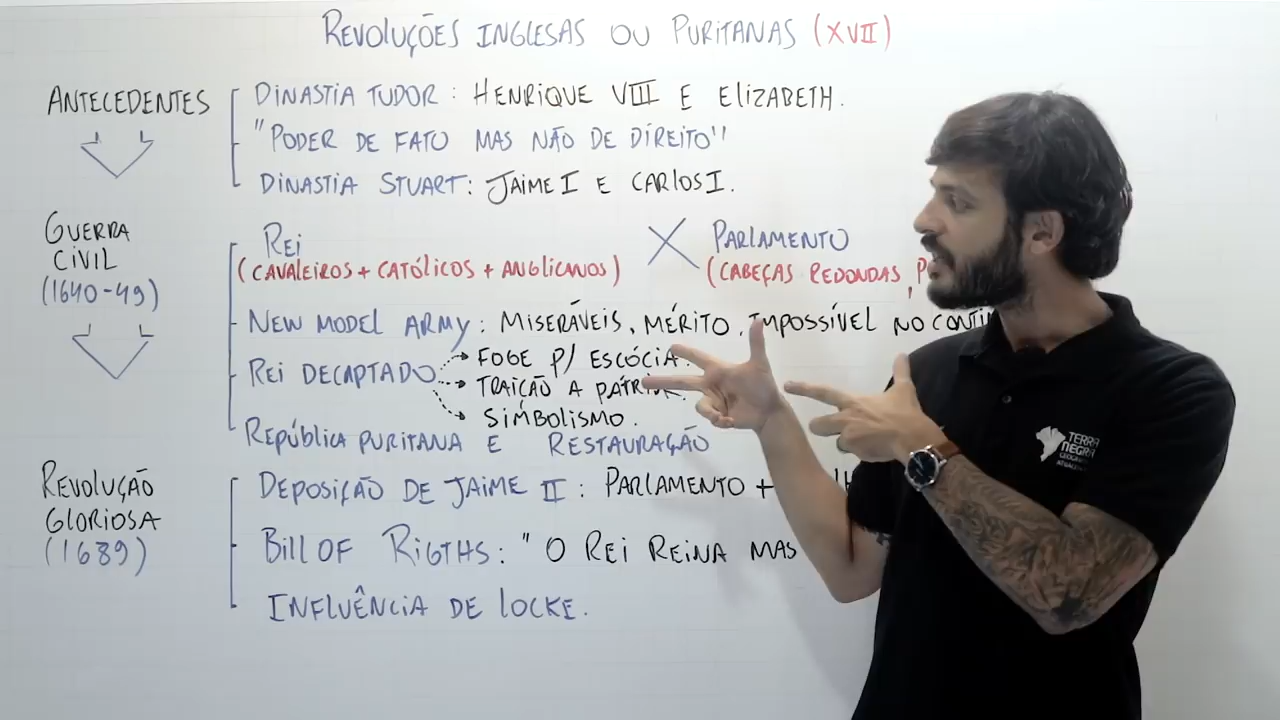 REVOLUÇÕES INGLESAS OU PURITANAS (XVII)
ANTECEDENTES
DINASTIA TUDOR: HENRIQUE VIII E ELIZABETH.
"PODER DE FATO MAS NÃO DE DIREITO"
DINASTIA STUART: JAIME I E CARLOS I.
GUERRA
CIVIL
(1640-49)
REI X PARLAMENTO
(CAVALEIROS + CATÓLICOS + ANGLICANOS) (CABEÇAS REDONDAS,
NEW MODEL ARMY: MISERÁVEIS, MÉRITO, IMPOSSÍVEL NO
REI DECAPTADO
FOGE P/ ESCÓCIA.
TRAIÇÃO A PÁTRIA.
SIMBOLISMO.
REPÚBLICA PURITANA E RESTAURAÇÃO
REVOLUÇÃO
GLORIOSA
(1689)
DEPOSIÇÃO DE JAIME II: PARLAMENTO +
BILL OF RIGTHS: "O REI REINA MAS
INFLUÊNCIA DE LOCKE.
TERRA
NEGRA